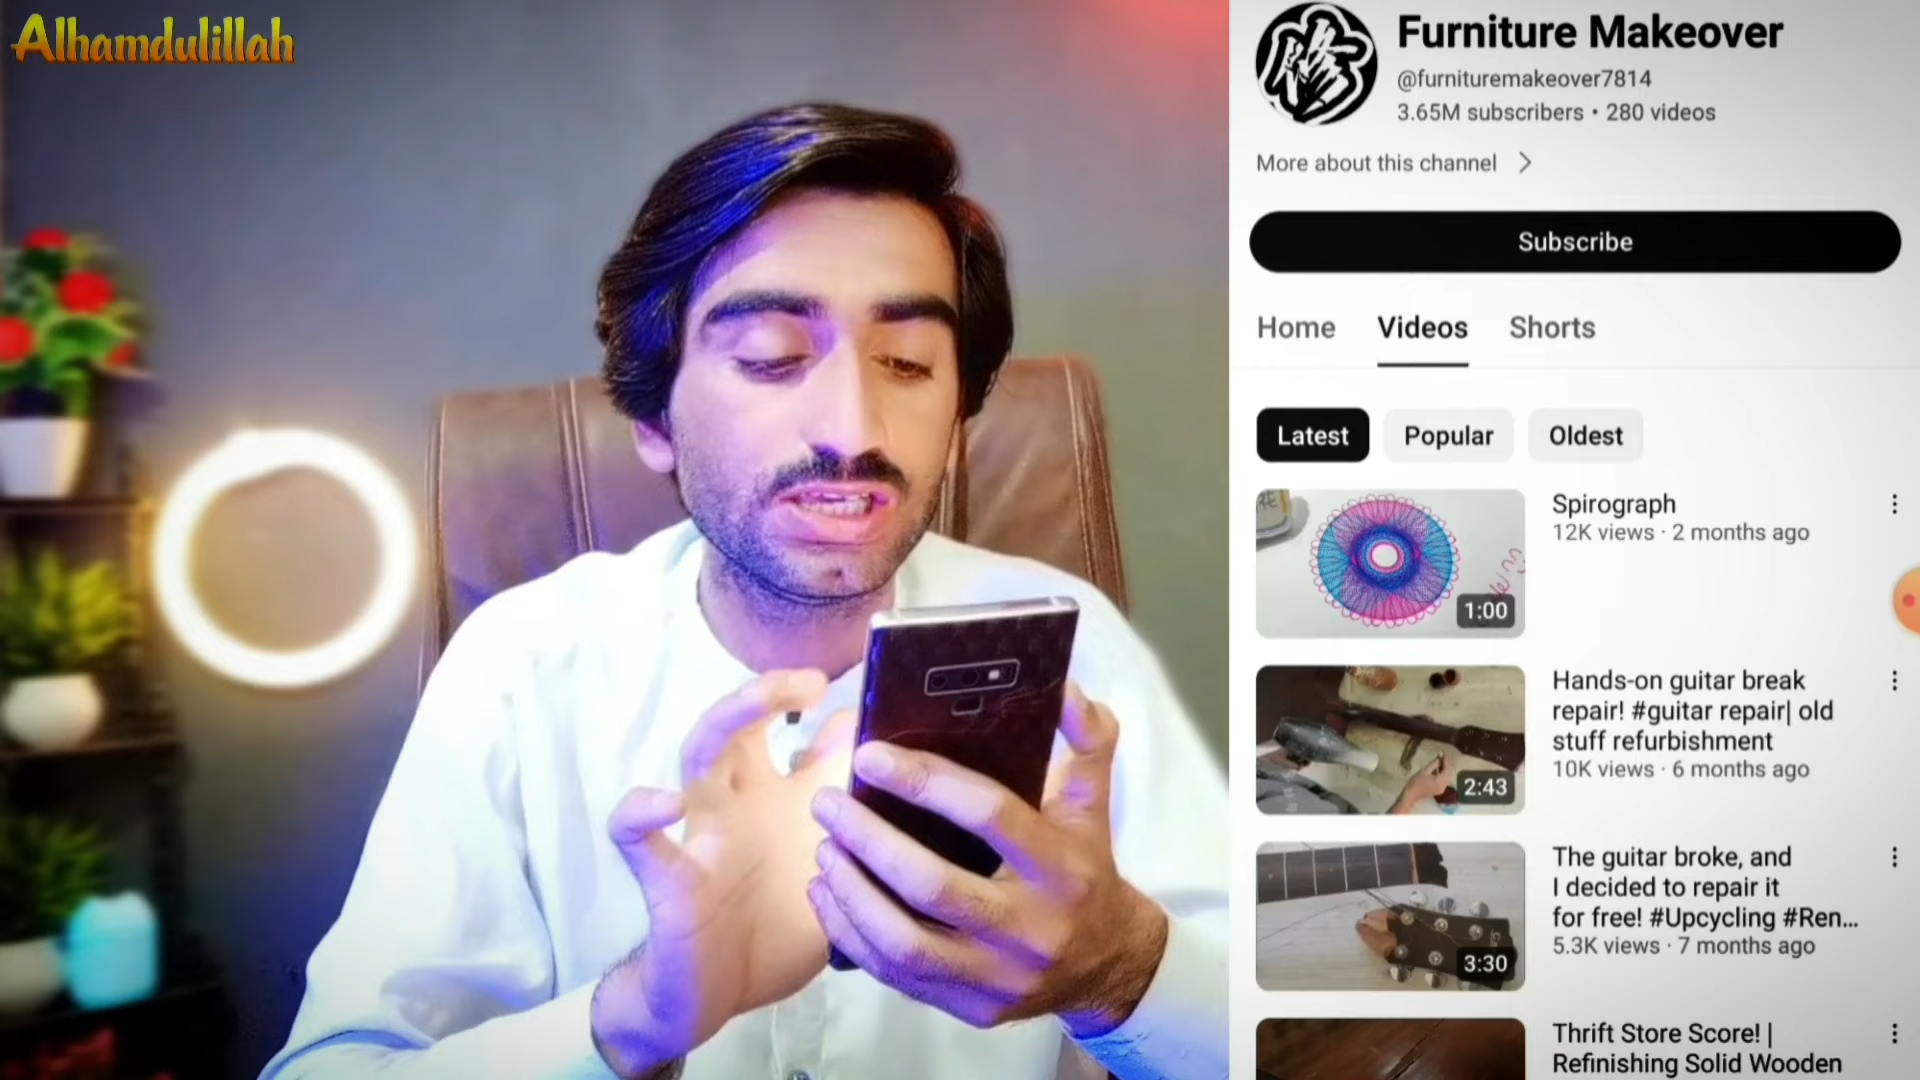 Alhamdulillah
修
Furniture Makeover
@furnituremakeover7814
3.65M subscribers • 280 videos
More about this channel
Subscribe
Home Videos Shorts
Latest Popular Oldest
Spirograph
12K views · 2 months ago
1:00
Hands-on guitar break
repair! #guitar repair| old
stuff refurbishment
10K views · 6 months ago
2:43
The guitar broke, and
I decided to repair it
for free! #Upcycling #Ren...
5.3K views · 7 months ago
3:30
Thrift Store Score! |
Refinishing Solid Wooden